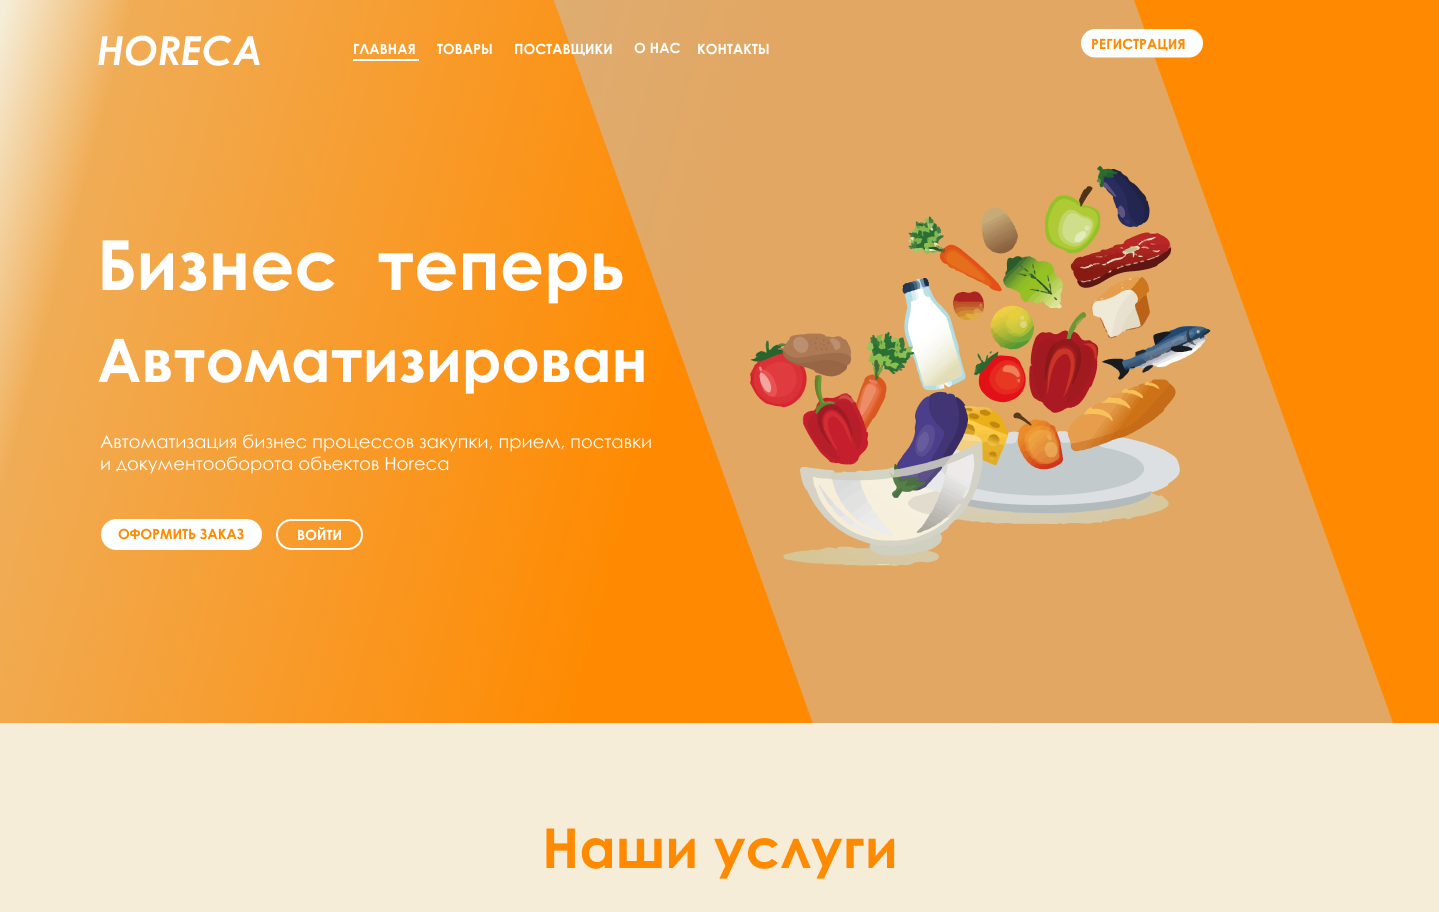 HORECA
ГЛАВНАЯ ТОВАРЫ ПОСТАВЩИКИ О НАС КОНТАКТЫ
РЕГИСТРАЦИЯ
Бизнес теперь
Автоматизирован
Автоматизация бизнес процессов закупки, прием, поставки
и документооборота объектов Horeca
ОФОРМИТЬ ЗАКАЗ
ВОЙТИ
Наши услуги